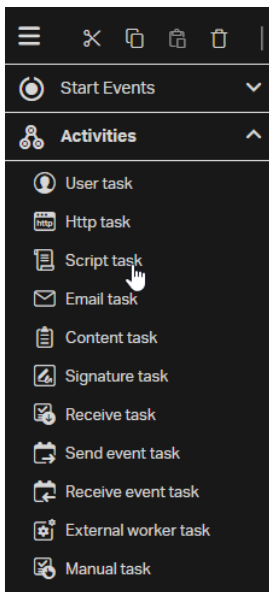 Start Events
Activities
User task
http
Http task
Script task
Email task
Content task
Signature task
Receive task
Send event task
Receive event task
External worker task
Manual task